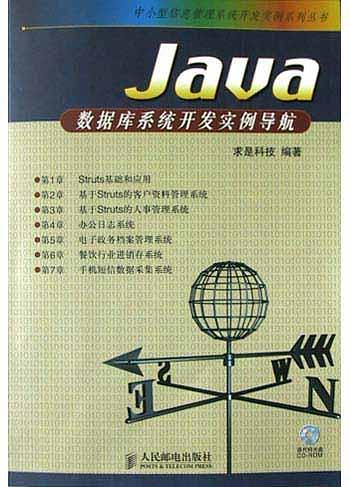 中小型信息管理系统开发实例系列丛书
Java
数据库系统开发实例导航
求是科技 编著
第1章 Struts基础和应用
第2章 基于Struts的客户资料管理系统
第3章 基于Struts的人事管理系统
第4章 办公日志系统
第5章 电子政务档案管理系统
第6章 餐饮行业进销存系统
第7章 手机短信数据采集系统
W
S
E
N
源代码光盘
CD-ROM
人民邮电出版社
POSTS & TELECOM PRESS